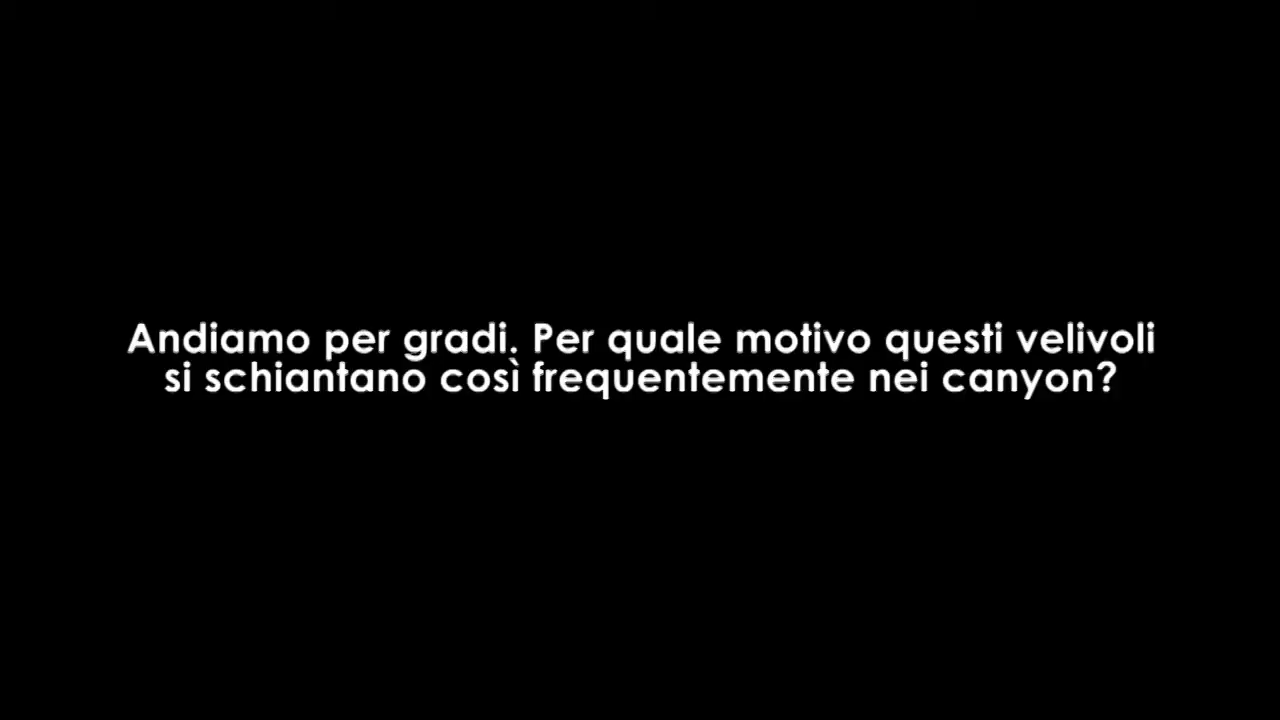 Andiamo per gradi. Per quale motivo questi velivoli
si schiantano così frequentemente nei canyon?